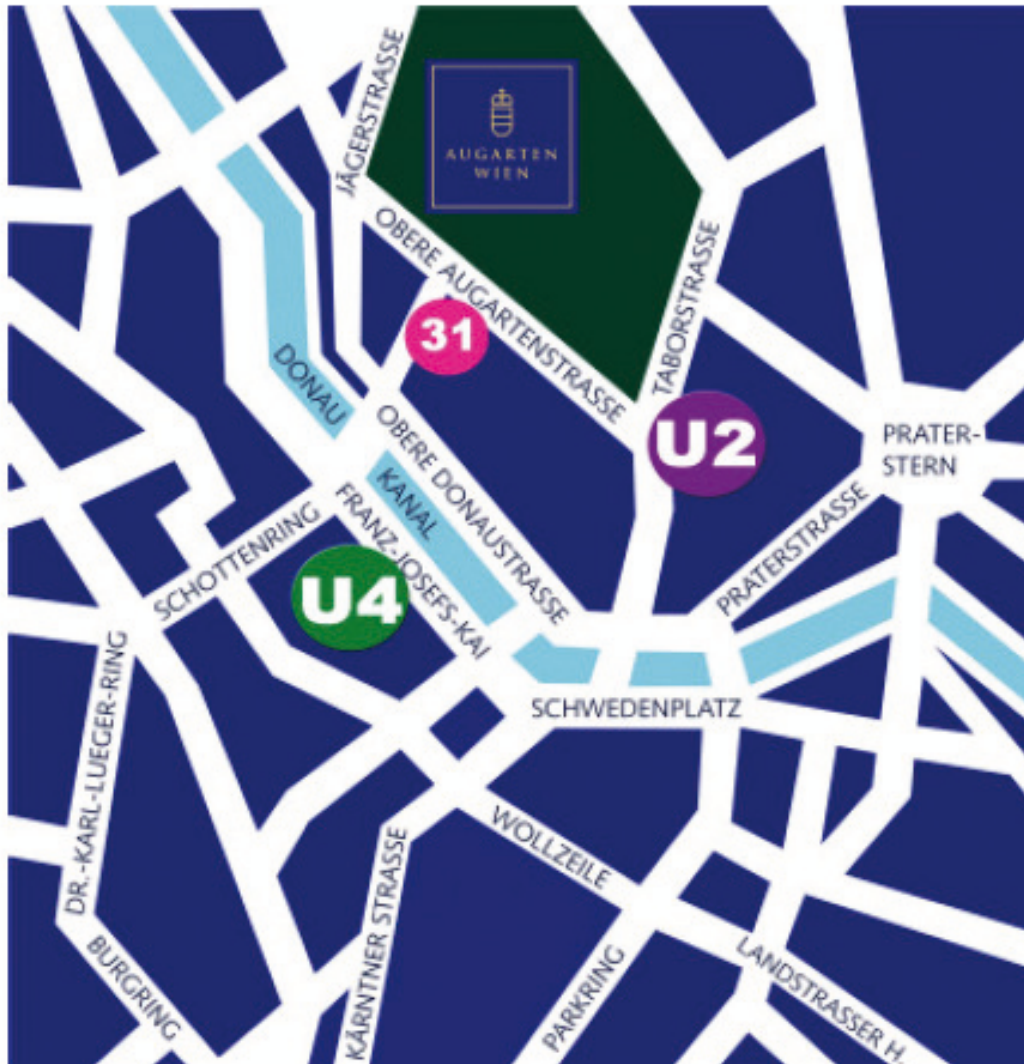 JÄGERSTRASSE
AUGARTEN
WIEN
OBERE AUGARTENSTRASSE
TABORSTRASSE
31
DONAU
KANAL
OBERE DONAUSTRASSE
U2
PRATER-
STERN
FRANZ-JOSEFS-KAI
SCHOTTENRING
U4
PRATERSTRASSE
SCHWEDENPLATZ
DR.-KARL-LUEGER-RING
WOLLZEILE
KÄRNTNER STRASSE
BURGRING
PARKRING
LANDSTRASSER H.